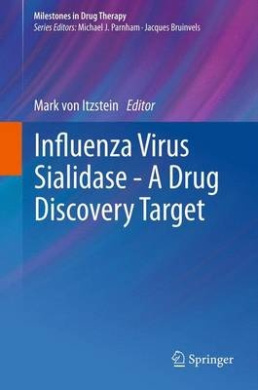 Milestones in Drug Therapy
Series Editors: Michael J. Parnham · Jacques Bruinvels
Mark von Itzstein Editor
Influenza Virus
Sialidase - A Drug
Discovery Target
Springer